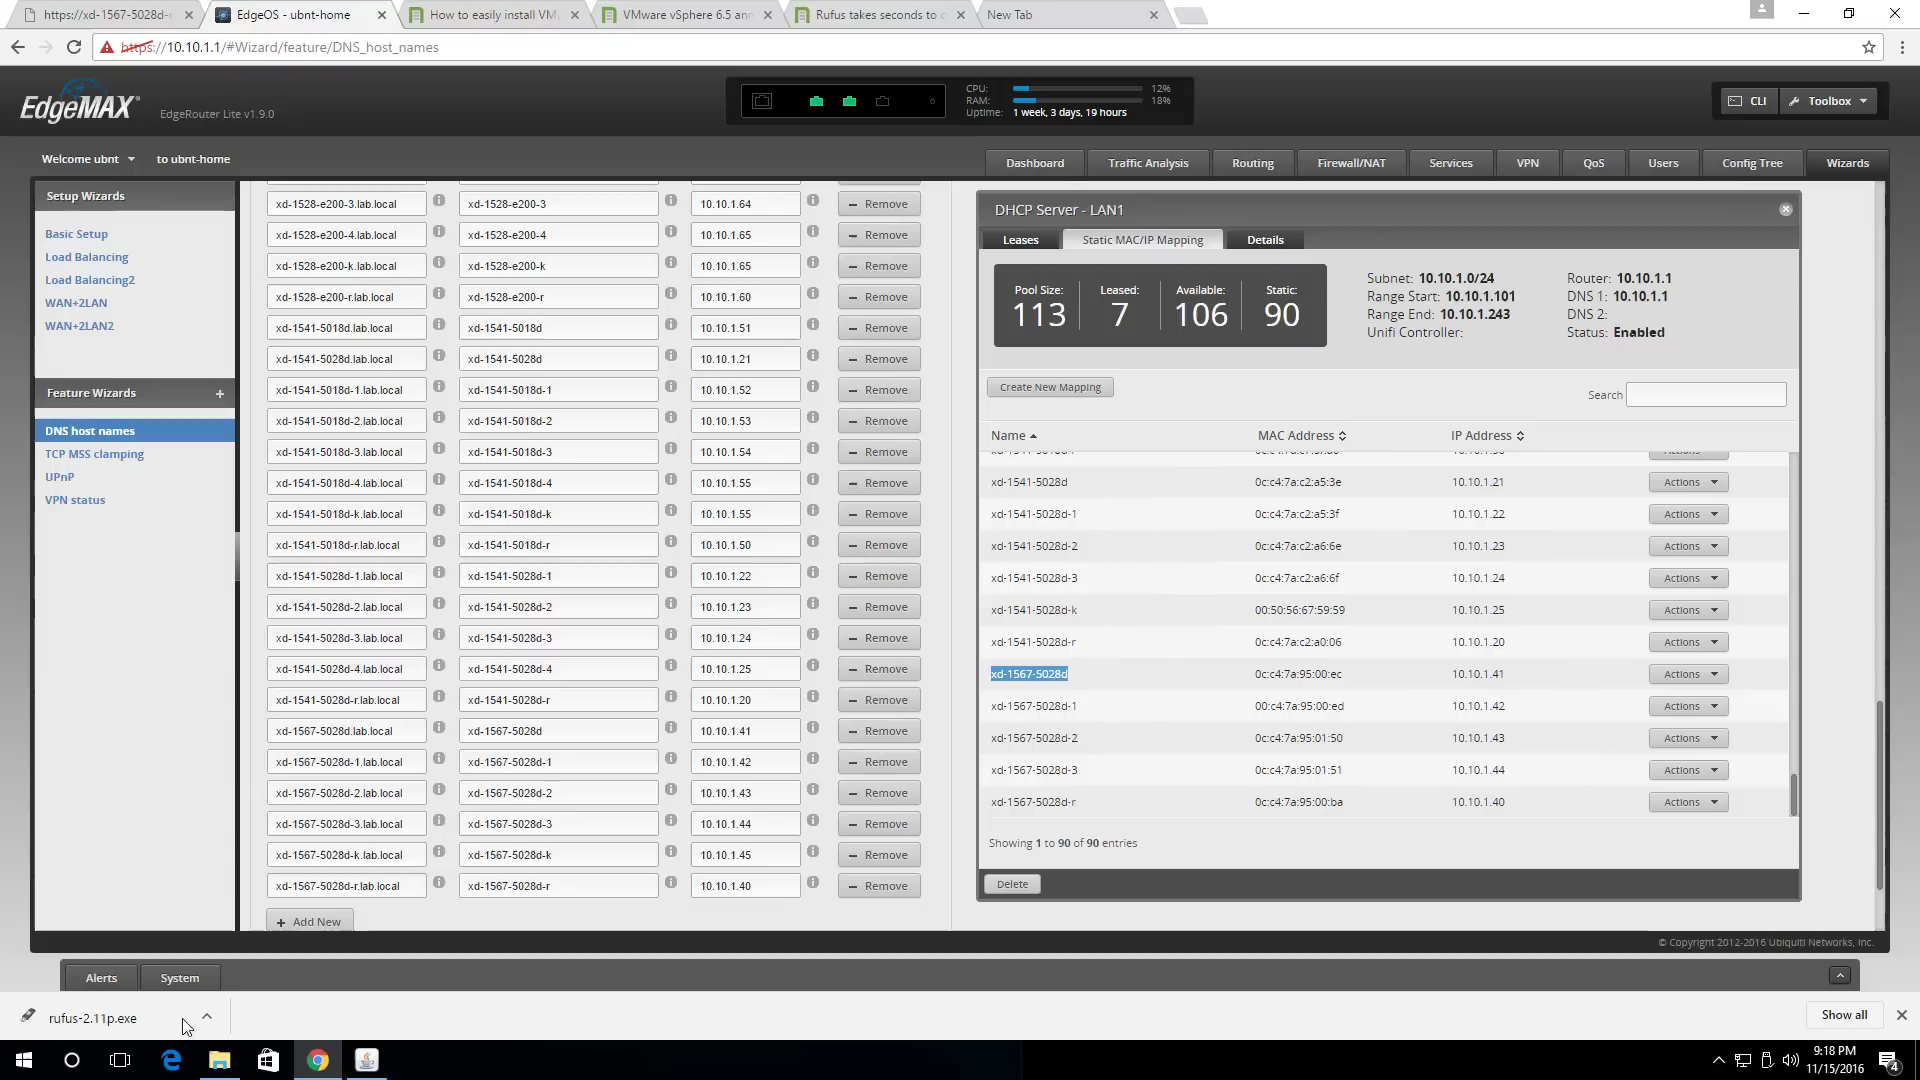 https://xd-1567-5028d-
EdgeOS - ubnt-home
How to easily install VM
VMware vSphere 6.5 ann
Rufus takes seconds to c
New Tab
https://10.10.1.1/#Wizard/feature/DNS_host_names
EdgeMAX
EdgeRouter Lite v1.9.0
CPU: 12%
RAM: 18%
Uptime: 1 week, 3 days, 19 hours
CLI
Toolbox
Welcome ubnt to ubnt-home
Dashboard
Traffic Analysis
Routing
Firewall/NAT
Services
VPN
QoS
Users
Config Tree
Wizards
Setup Wizards
Basic Setup
Load Balancing
Load Balancing2
WAN+2LAN
WAN+2LAN2
Feature Wizards +
DNS host names
TCP MSS clamping
UPnP
VPN status
xd-1528-e200-3.lab.local xd-1528-e200-3 10.10.1.64 Remove
xd-1528-e200-4.lab.local xd-1528-e200-4 10.10.1.65 Remove
xd-1528-e200-k.lab.local xd-1528-e200-k 10.10.1.65 Remove
xd-1528-e200-r.lab.local xd-1528-e200-r 10.10.1.60 Remove
xd-1541-5018d.lab.local xd-1541-5018d 10.10.1.51 Remove
xd-1541-5028d.lab.local xd-1541-5028d 10.10.1.21 Remove
xd-1541-5018d-1.lab.local xd-1541-5018d-1 10.10.1.52 Remove
xd-1541-5018d-2.lab.local xd-1541-5018d-2 10.10.1.53 Remove
xd-1541-5018d-3.lab.local xd-1541-5018d-3 10.10.1.54 Remove
xd-1541-5018d-4.lab.local xd-1541-5018d-4 10.10.1.55 Remove
xd-1541-5018d-k.lab.local xd-1541-5018d-k 10.10.1.55 Remove
xd-1541-5018d-r.lab.local xd-1541-5018d-r 10.10.1.50 Remove
xd-1541-5028d-1.lab.local xd-1541-5028d-1 10.10.1.22 Remove
xd-1541-5028d-2.lab.local xd-1541-5028d-2 10.10.1.23 Remove
xd-1541-5028d-3.lab.local xd-1541-5028d-3 10.10.1.24 Remove
xd-1541-5028d-4.lab.local xd-1541-5028d-4 10.10.1.25 Remove
xd-1541-5028d-r.lab.local xd-1541-5028d-r 10.10.1.20 Remove
xd-1567-5028d.lab.local xd-1567-5028d 10.10.1.41 Remove
xd-1567-5028d-1.lab.local xd-1567-5028d-1 10.10.1.42 Remove
xd-1567-5028d-2.lab.local xd-1567-5028d-2 10.10.1.43 Remove
xd-1567-5028d-3.lab.local xd-1567-5028d-3 10.10.1.44 Remove
xd-1567-5028d-k.lab.local xd-1567-5028d-k 10.10.1.45 Remove
xd-1567-5028d-r.lab.local xd-1567-5028d-r 10.10.1.40 Remove
+ Add New
DHCP Server - LAN1
Leases
Static MAC/IP Mapping
Details
Pool Size: Leased: Available: Static:
113 7 106 90
Subnet: 10.10.1.0/24
Range Start: 10.10.1.101
Range End: 10.10.1.243
Unifi Controller:
Router: 10.10.1.1
DNS 1: 10.10.1.1
DNS 2:
Status: Enabled
Create New Mapping
Search
Name MAC Address IP Address
xd-1541-5028d 0c:c4:7a:c2:a5:3e 10.10.1.21 Actions
xd-1541-5028d-1 0c:c4:7a:c2:a5:3f 10.10.1.22 Actions
xd-1541-5028d-2 0c:c4:7a:c2:a6:6e 10.10.1.23 Actions
xd-1541-5028d-3 0c:c4:7a:c2:a6:6f 10.10.1.24 Actions
xd-1541-5028d-k 00:50:56:67:59:59 10.10.1.25 Actions
xd-1541-5028d-r 0c:c4:7a:c2:a0:06 10.10.1.20 Actions
xd-1567-5028d 0c:c4:7a:95:00:ec 10.10.1.41 Actions
xd-1567-5028d-1 00:c4:7a:95:00:ed 10.10.1.42 Actions
xd-1567-5028d-2 0c:c4:7a:95:01:50 10.10.1.43 Actions
xd-1567-5028d-3 0c:c4:7a:95:01:51 10.10.1.44 Actions
xd-1567-5028d-r 0c:c4:7a:95:00:ba 10.10.1.40 Actions
Showing 1 to 90 of 90 entries
Delete
© Copyright 2012-2016 Ubiquiti Networks, Inc.
Alerts
System
rufus-2.11p.exe
Show all
9:18 PM
11/15/2016
4